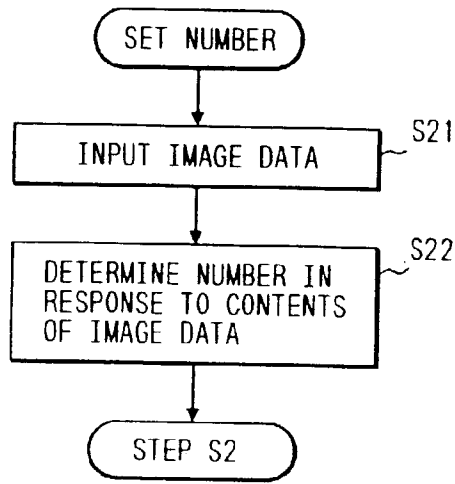 SET NUMBER
INPUT IMAGE DATA
S21
DETERMINE NUMBER IN
RESPONSE TO CONTENTS
OF IMAGE DATA
S22
STEP S2